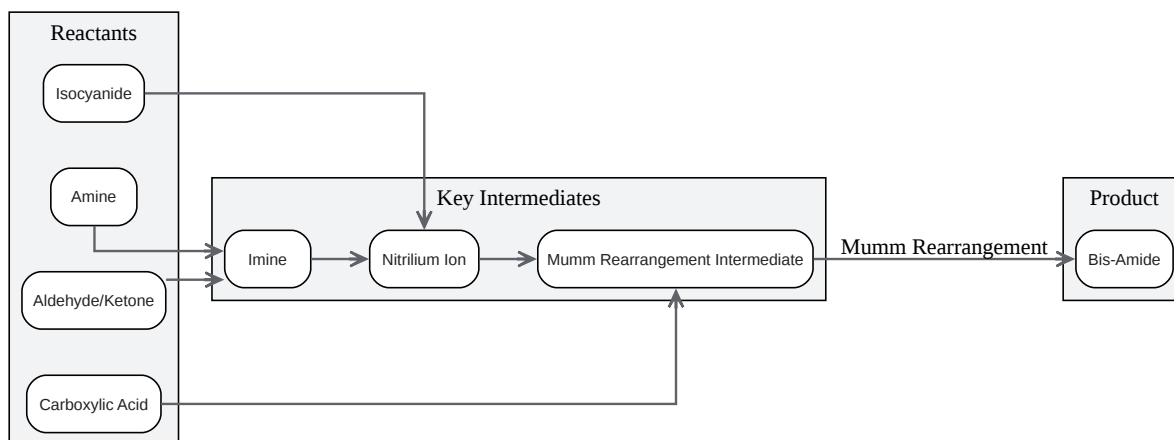 Reactants
Isocyanide
Amine
Aldehyde/Ketone
Carboxylic Acid
Key Intermediates
Imine
Nitrilium Ion
Mumm Rearrangement Intermediate
Mumm Rearrangement
Product
Bis-Amide